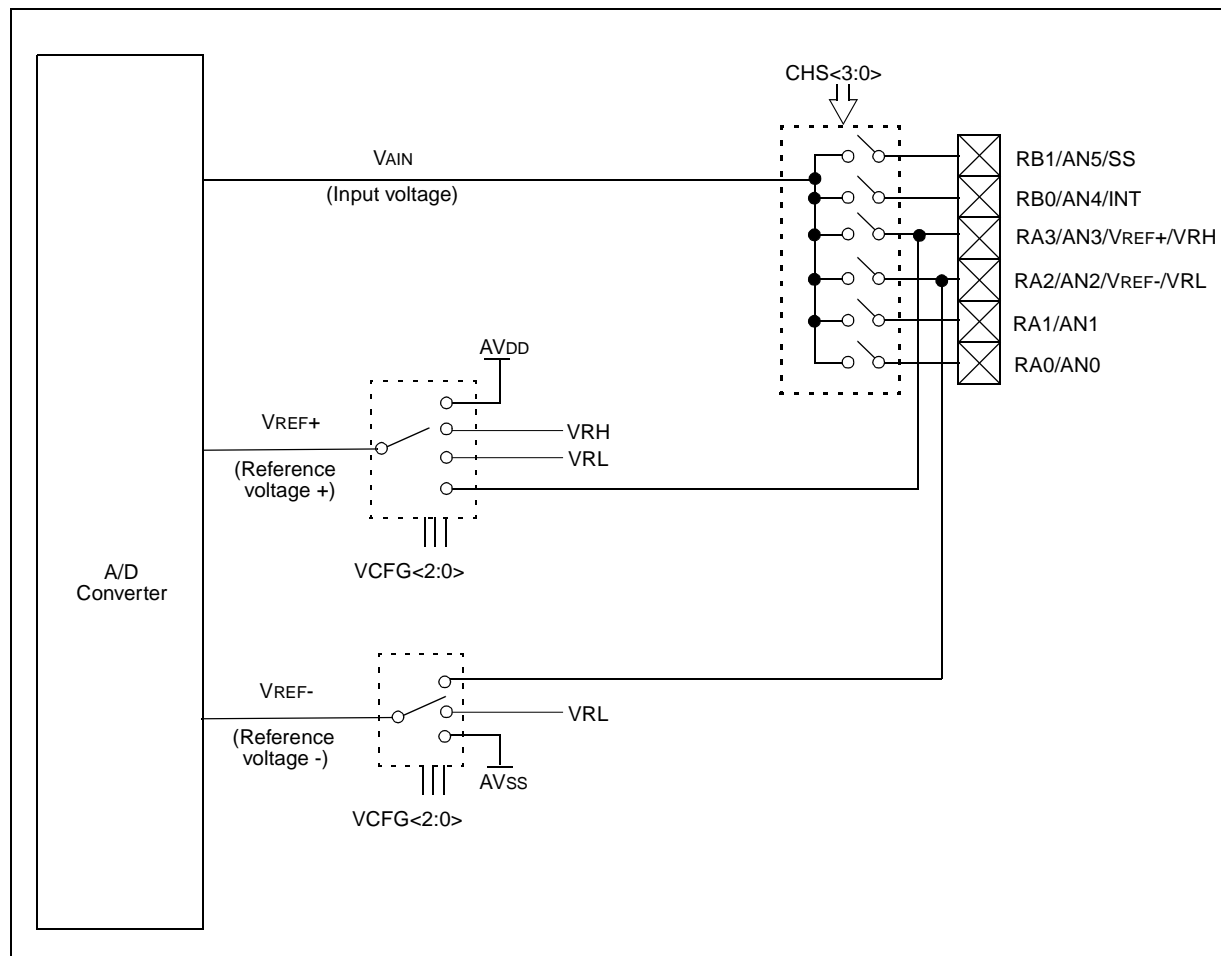 CHS<3:0>
VAIN
(Input voltage)
RB1/AN5/SS
RB0/AN4/INT
RA3/AN3/VREF+/VRH
RA2/AN2/VREF-/VRL
RA1/AN1
RA0/AN0
AVDD
VREF+
(Reference
voltage +)
VRH
VRL
VCFG<2:0>
A/D
Converter
VREF-
(Reference
voltage -)
VRL
AVSS
VCFG<2:0>